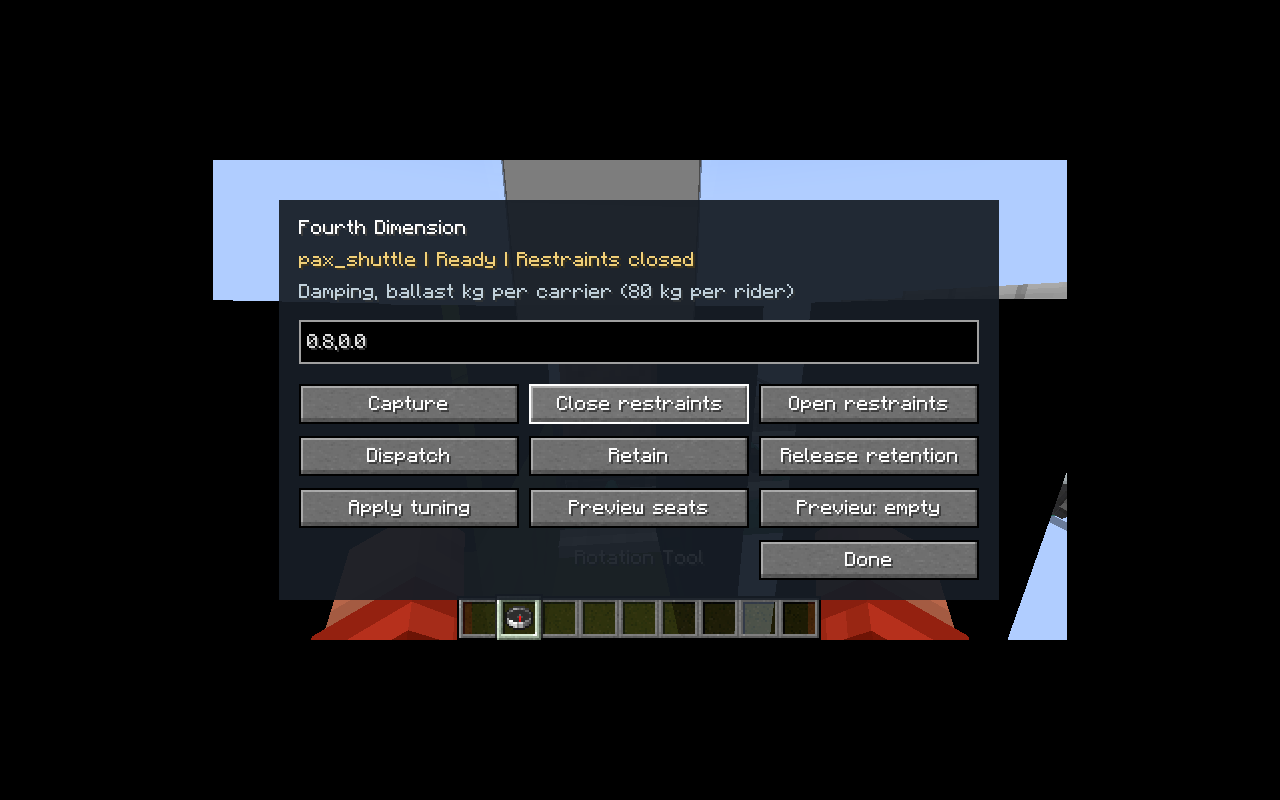 Fourth Dimension
pax_shuttle | Ready | Restraints closed
Damping, ballast kg per carrier (80 kg per rider)
0.8,0.0
Capture Close restraints Open restraints
Dispatch Retain Release retention
Apply tuning Preview seats Preview: empty
Rotation Tool Done